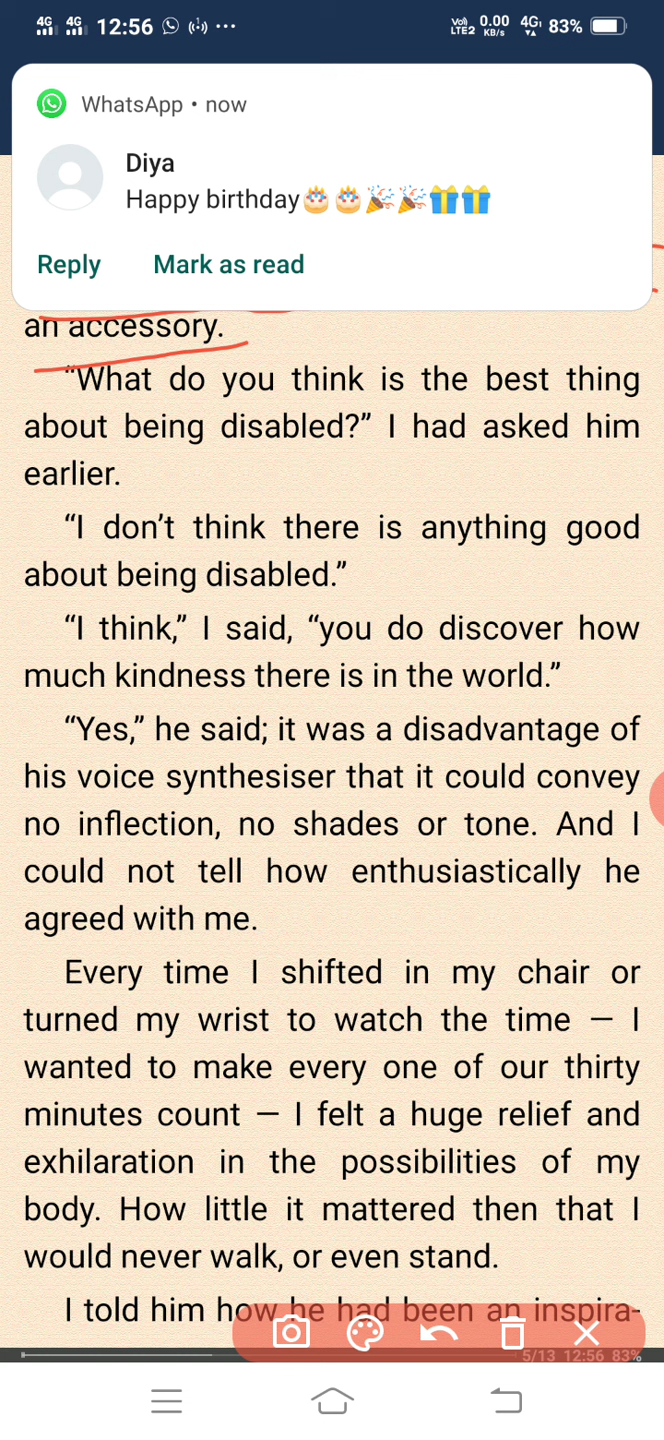 4G 4G 12:56 ... Vo) LTE2 0.00 KB/s 4G 83%
WhatsApp • now
Diya
Happy birthday🎂🎂🎉🎉🎁🎁
Reply Mark as read
an accessory.
“What do you think is the best thing
about being disabled?” I had asked him
earlier.
“I don’t think there is anything good
about being disabled.”
“I think,” I said, “you do discover how
much kindness there is in the world.”
“Yes,” he said; it was a disadvantage of
his voice synthesiser that it could convey
no inflection, no shades or tone. And I
could not tell how enthusiastically he
agreed with me.
Every time I shifted in my chair or
turned my wrist to watch the time — I
wanted to make every one of our thirty
minutes count — I felt a huge relief and
exhilaration in the possibilities of my
body. How little it mattered then that I
would never walk, or even stand.
I told him how he had been an inspira-
5/13 12:56 83%